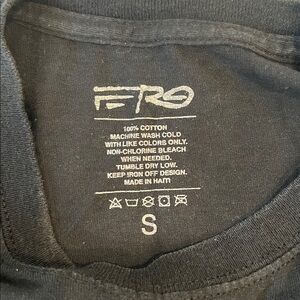 100% COTTON
MACHINE WASH COLD
WITH LIKE COLORS ONLY.
NON-CHLORINE BLEACH
WHEN NEEDED.
TUMBLE DRY LOW.
KEEP IRON OFF DESIGN.
MADE IN HAITI
S